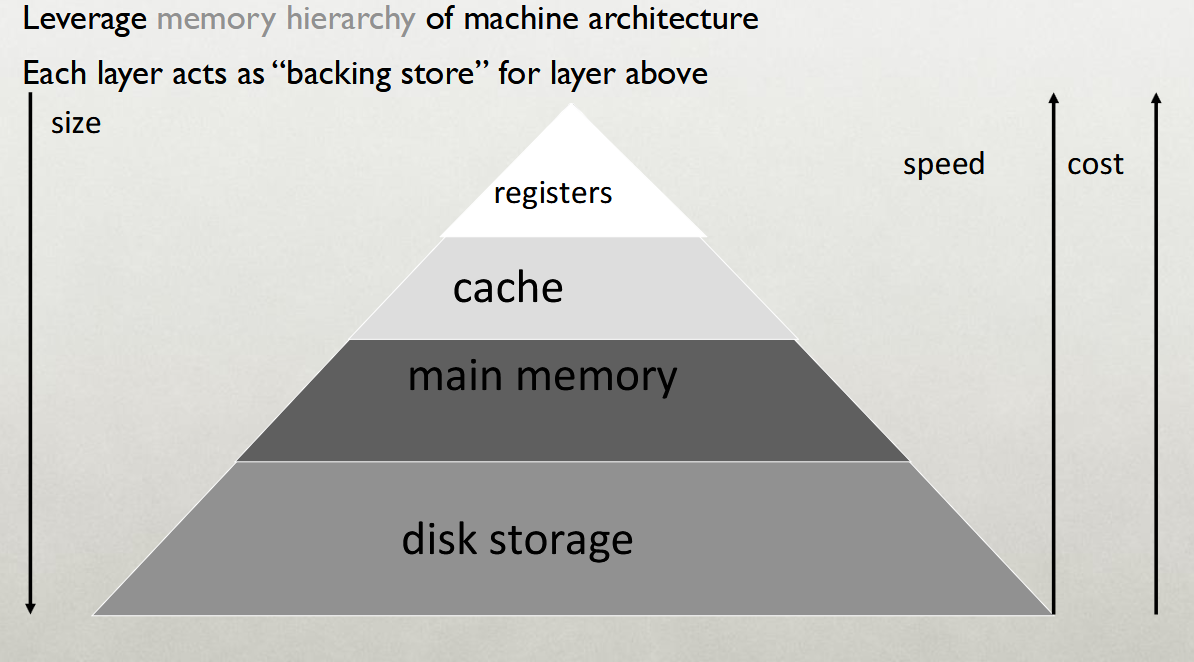 Leverage memory hierarchy of machine architecture
Each layer acts as “backing store” for layer above
size
speed
cost
registers
cache
main memory
disk storage